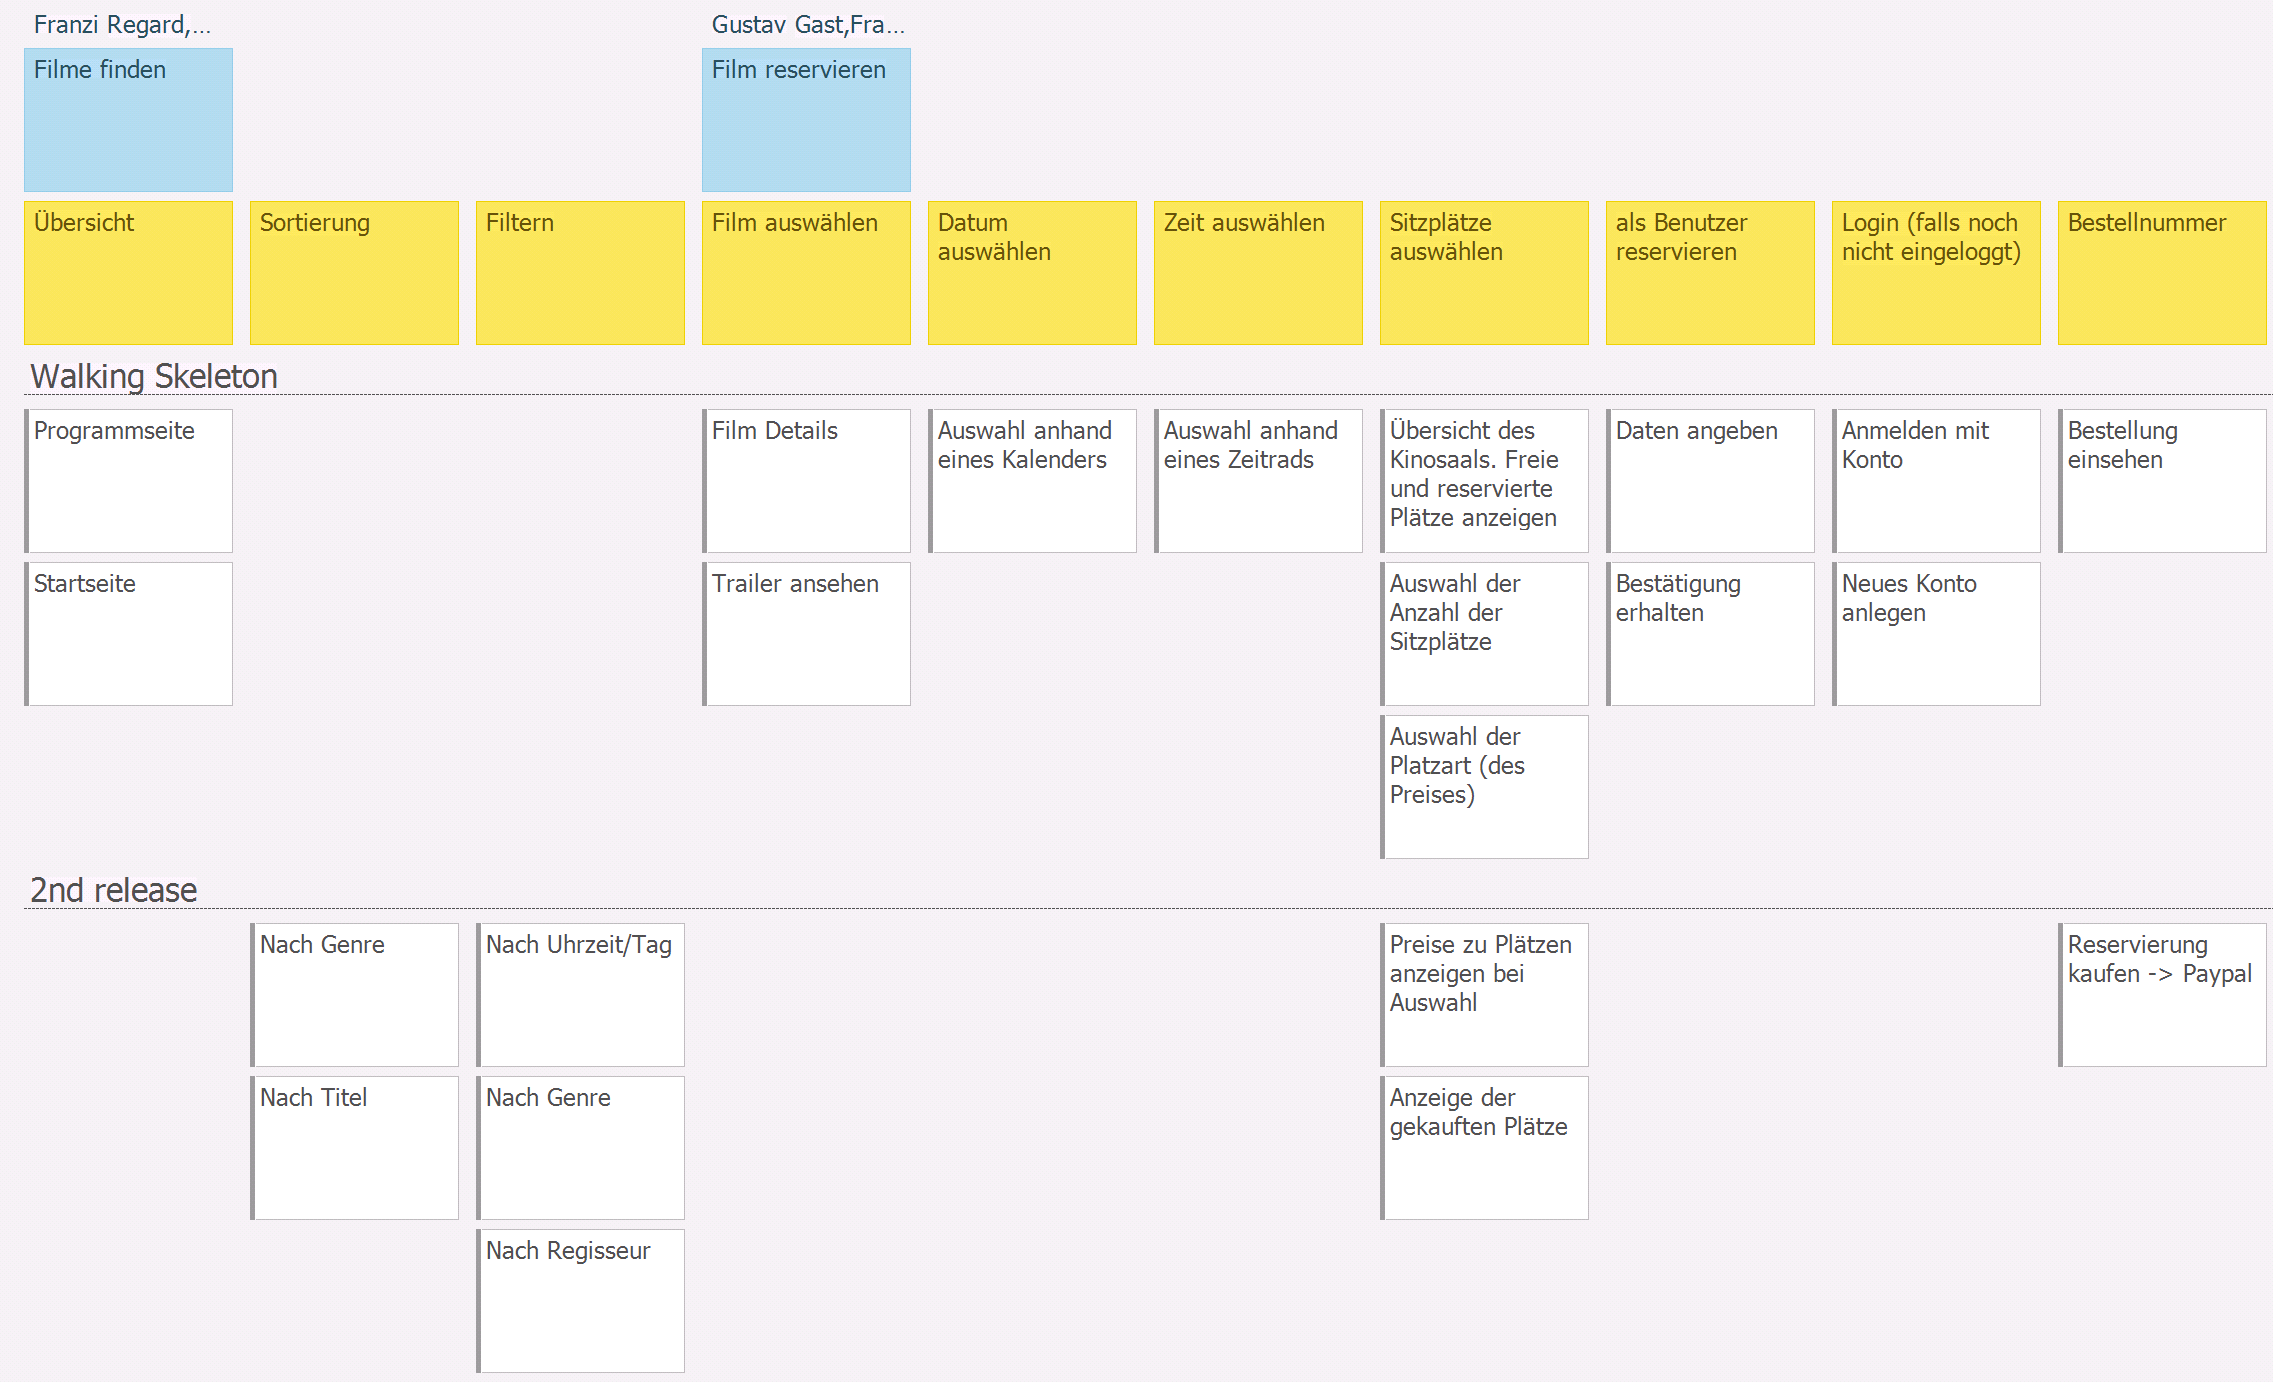 Franzi Regard,...
Gustav Gast,Fra...
Filme finden
Film reservieren
Übersicht
Sortierung
Filtern
Film auswählen
Datum
auswählen
Zeit auswählen
Sitzplätze
auswählen
als Benutzer
reservieren
Login (falls noch
nicht eingeloggt)
Bestellnummer
Walking Skeleton
Programmseite
Film Details
Auswahl anhand
eines Kalenders
Auswahl anhand
eines Zeitrads
Übersicht des
Kinosaals. Freie
und reservierte
Plätze anzeigen
Daten angeben
Anmelden mit
Konto
Bestellung
einsehen
Startseite
Trailer ansehen
Auswahl der
Anzahl der
Sitzplätze
Bestätigung
erhalten
Neues Konto
anlegen
Auswahl der
Platzart (des
Preises)
2nd release
Nach Genre
Nach Uhrzeit/Tag
Preise zu Plätzen
anzeigen bei
Auswahl
Reservierung
kaufen -> Paypal
Nach Titel
Nach Genre
Anzeige der
gekauften Plätze
Nach Regisseur